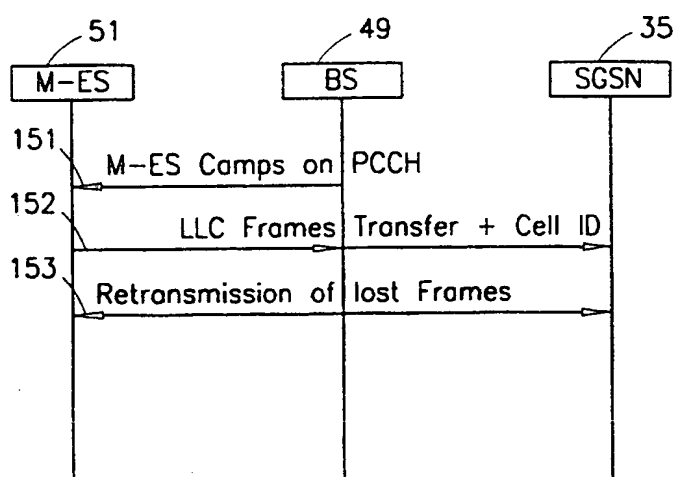 51 49 35
M-ES BS SGSN
151
M-ES Camps on PCCH
152
LLC Frames Transfer + Cell ID
153
Retransmission of lost Frames